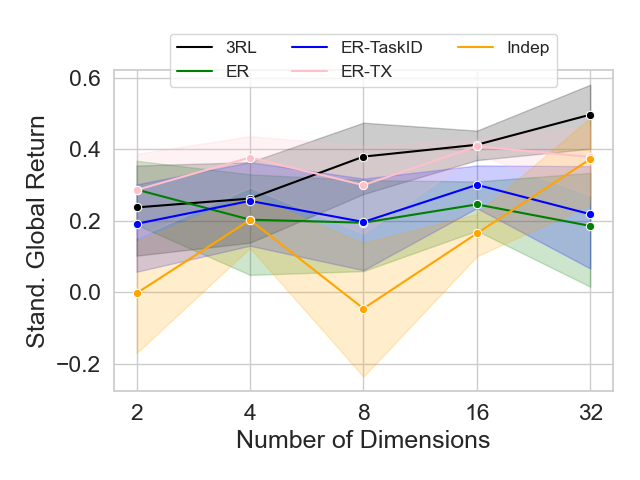 3RL ER-TaskID Indep
ER ER-TX
0.6
0.4
0.2
0.0
−0.2
Stand. Global Return
2 4 8 16 32
Number of Dimensions